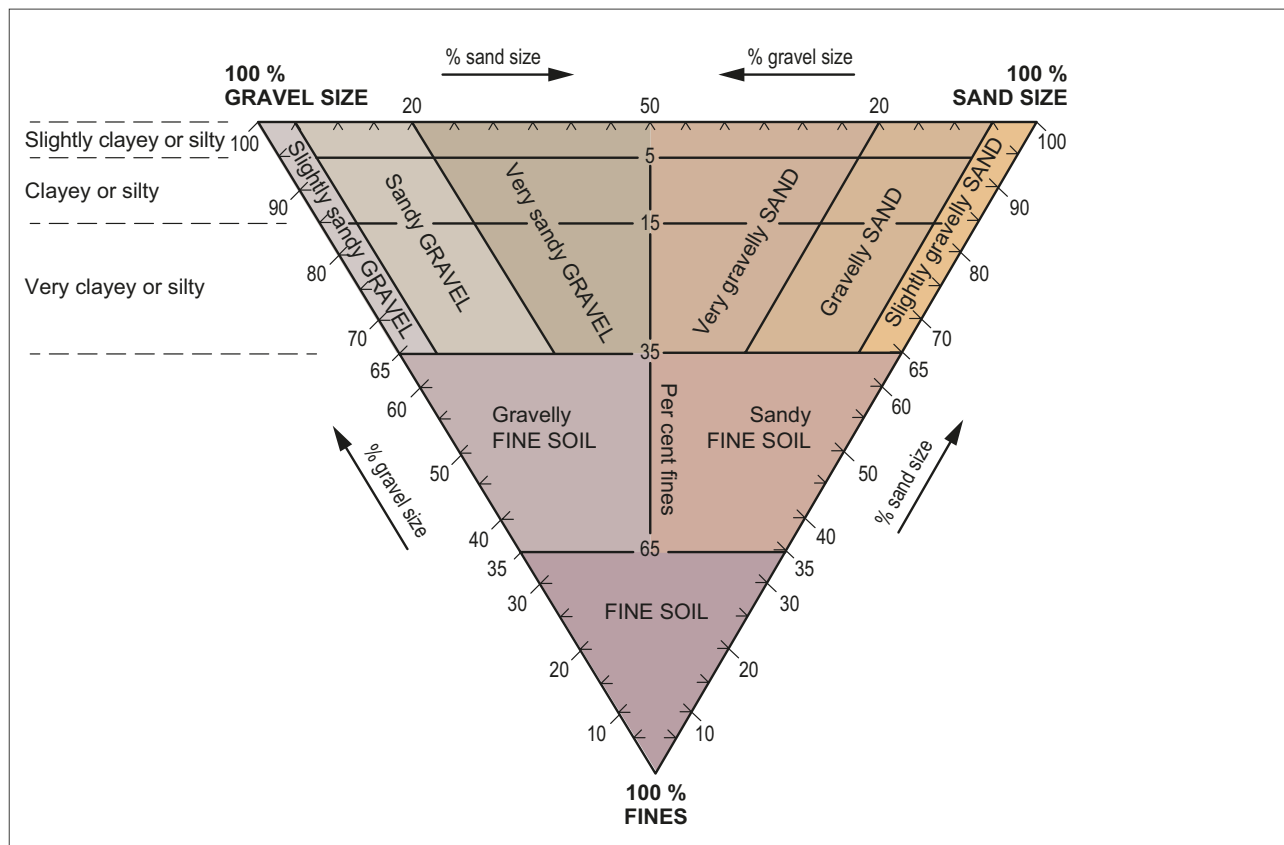 % sand size
% gravel size
100 %
GRAVEL SIZE
100 %
SAND SIZE
20
50
20
Slightly clayey or silty
Clayey or silty
Very clayey or silty
100
90
80
70
65
60
50
40
35
30
20
10
% gravel size
Slightly sandy GRAVEL
Sandy GRAVEL
Very sandy GRAVEL
5
15
35
65
Per cent fines
Very gravelly SAND
Gravelly SAND
Slightly gravelly SAND
100
90
80
70
65
60
50
40
35
30
20
10
% sand size
Gravelly
FINE SOIL
Sandy
FINE SOIL
FINE SOIL
100 %
FINES